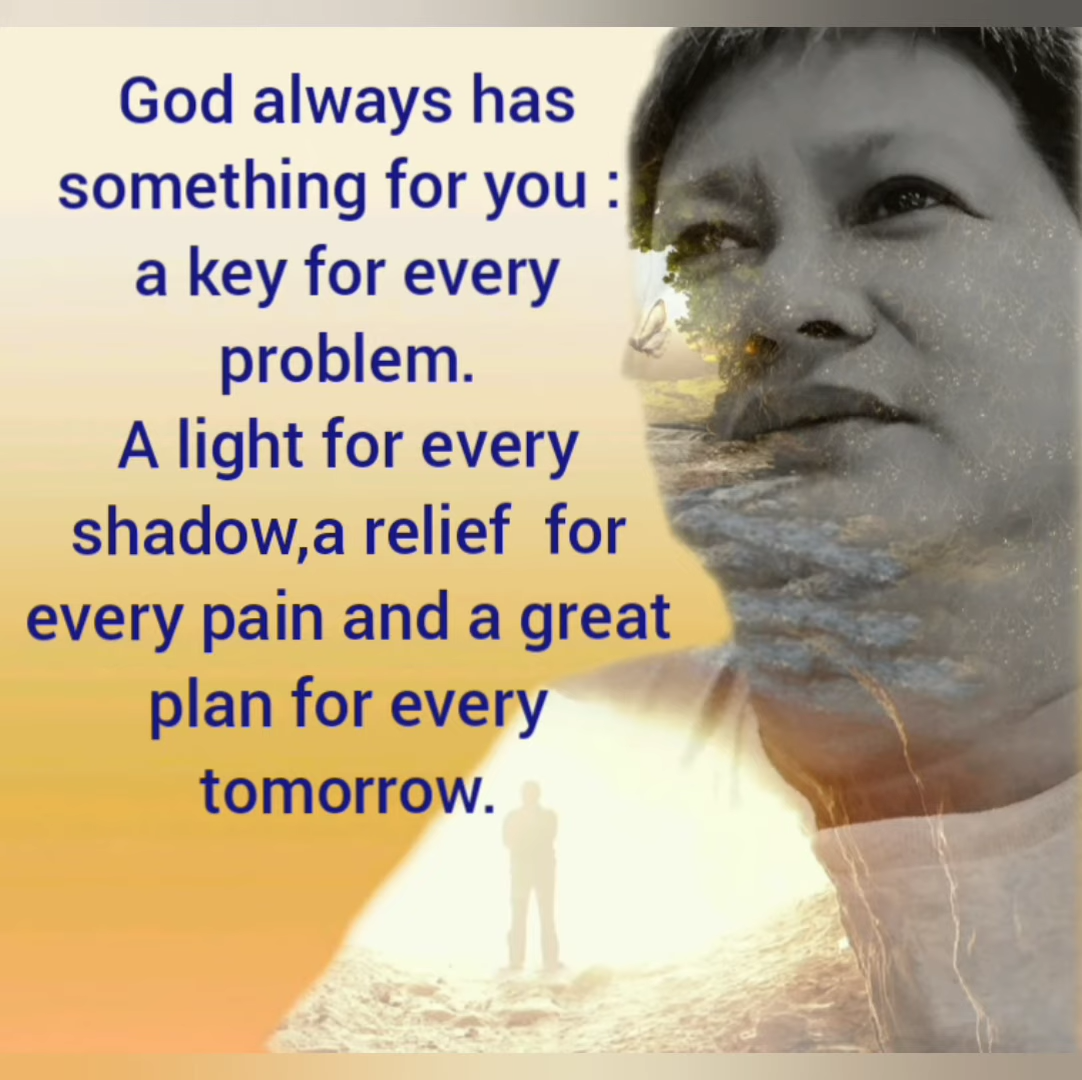 God always has
something for you :
a key for every
problem.
A light for every
shadow,a relief  for
every pain and a great
plan for every
tomorrow.